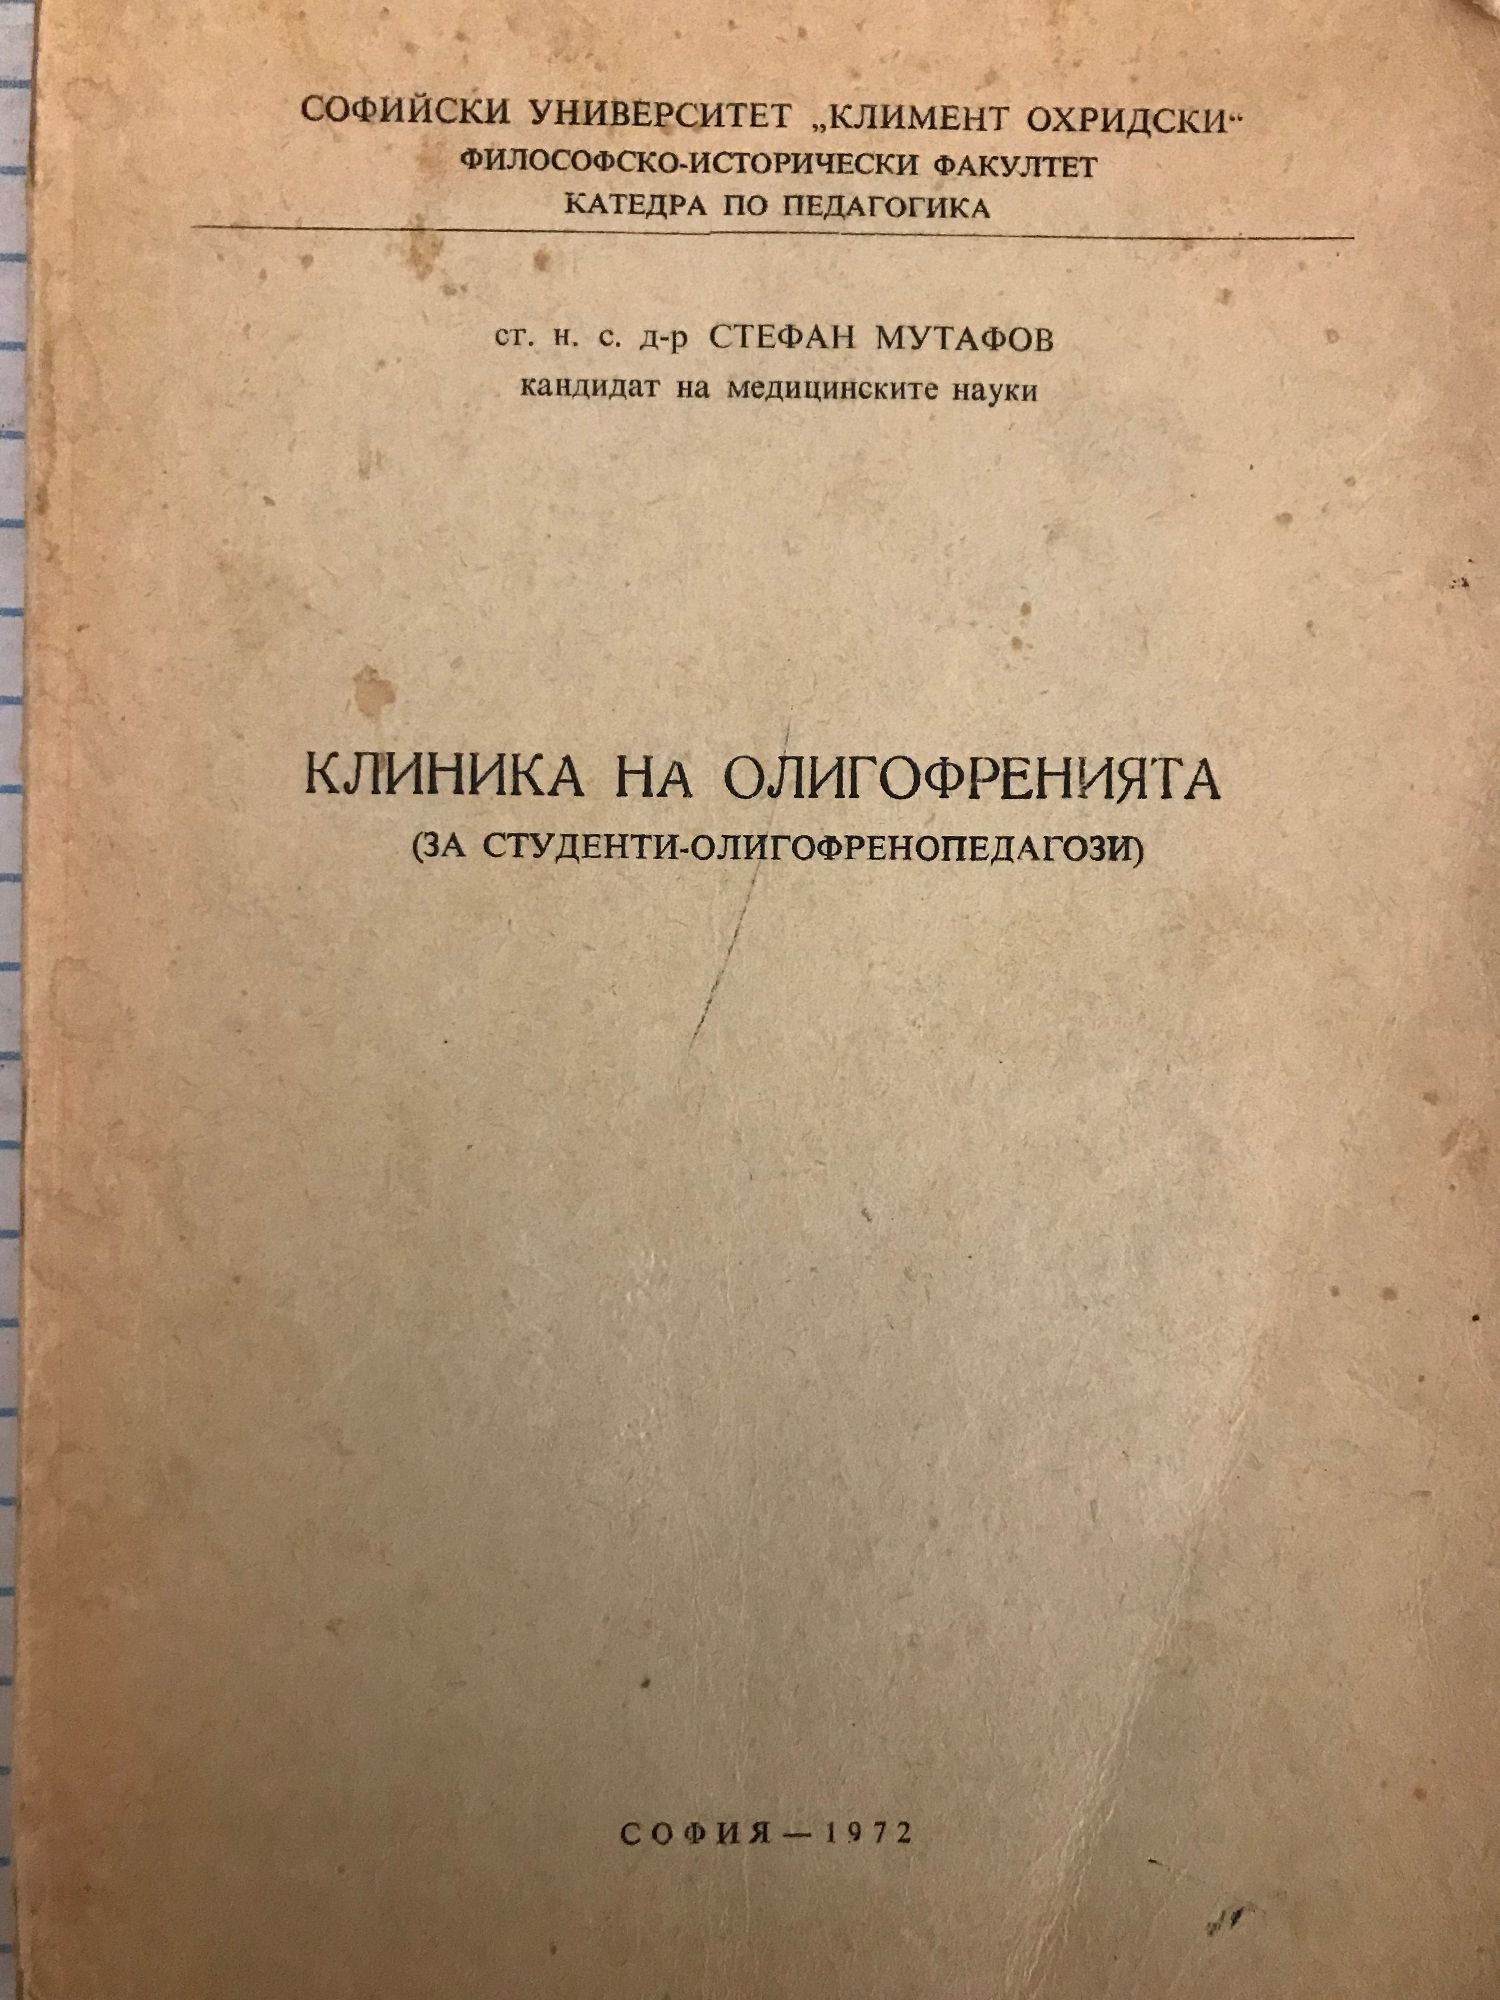 СОФИЙСКИ УНИВЕРСИТЕТ „КЛИМЕНТ ОХРИДСКИ“
ФИЛОСОФСКО-ИСТОРИЧЕСКИ ФАКУЛТЕТ
КАТЕДРА ПО ПЕДАГОГИКА
ст. н. с. д-р СТЕФАН МУТАФОВ
кандидат на медицинските науки
КЛИНИКА НА ОЛИГОФРЕНИЯТА
(ЗА СТУДЕНТИ-ОЛИГОФРЕНОПЕДАГОЗИ)
СОФИЯ — 1972